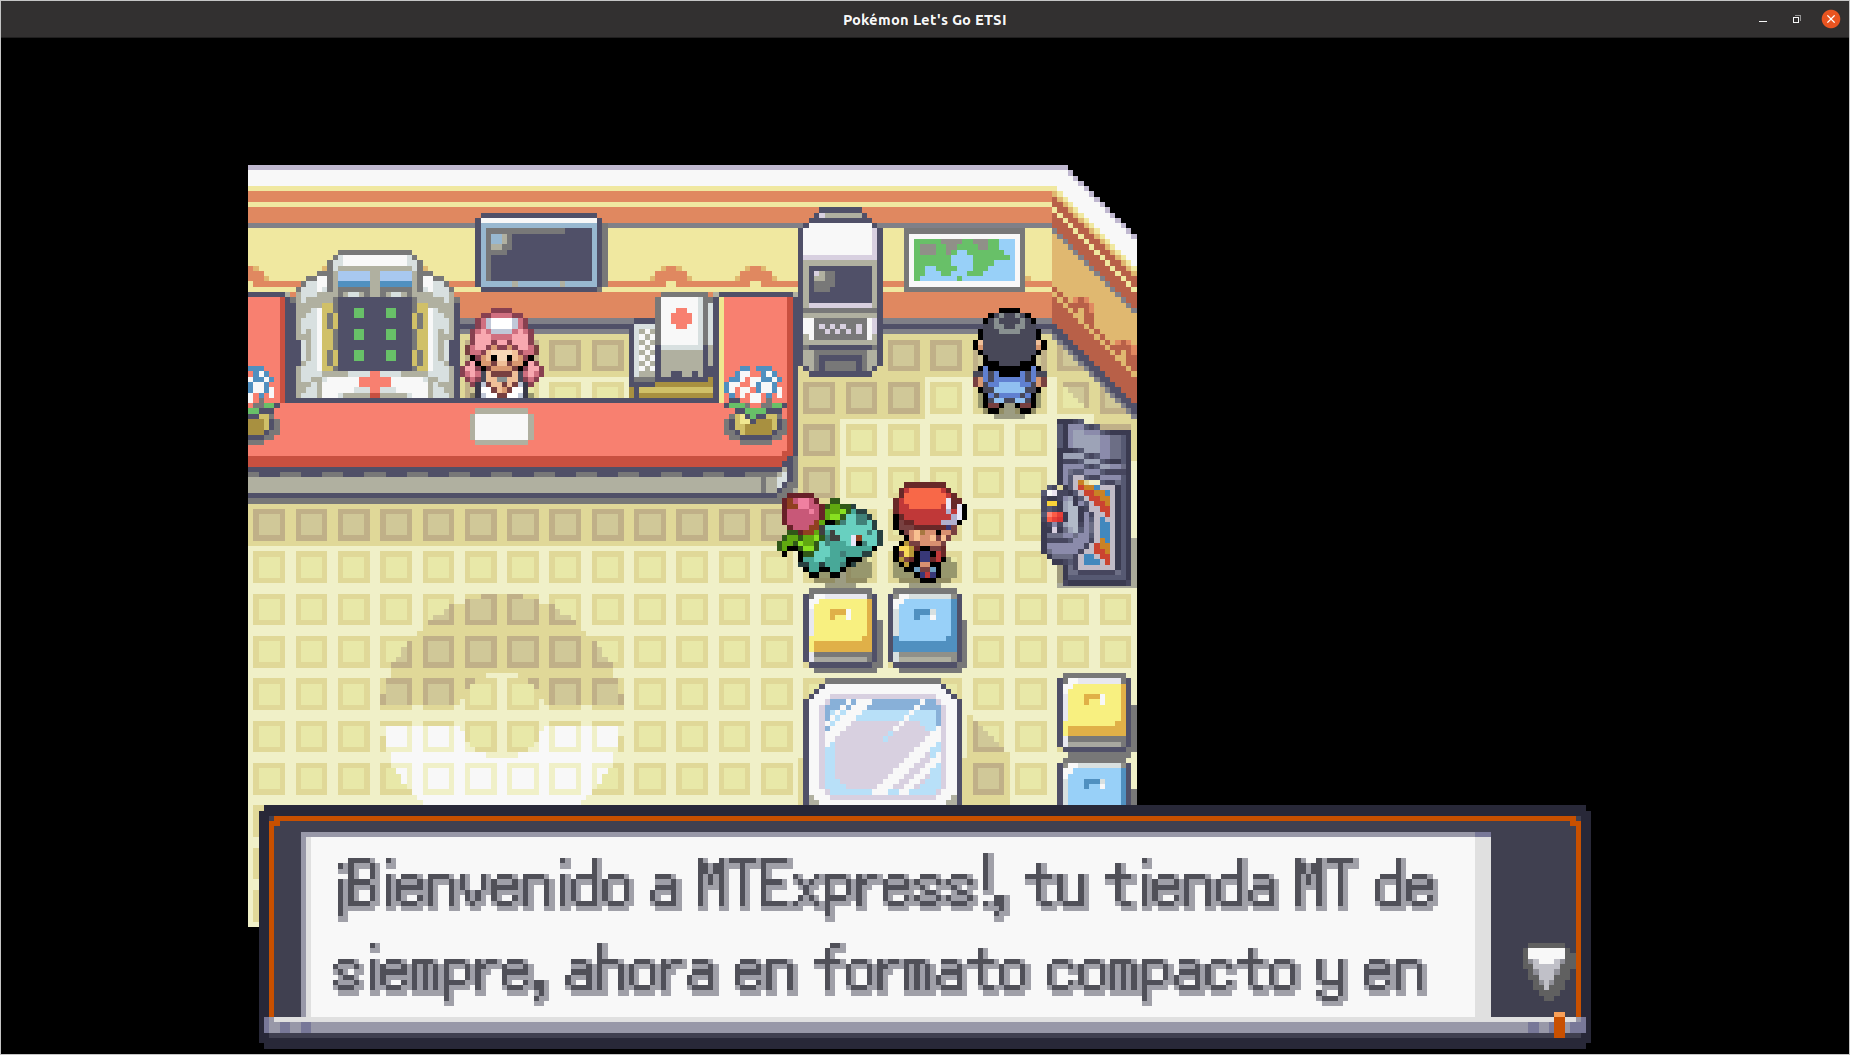 Pokémon Let's Go ETSI
¡Bienvenido a MTExpress!, tu tienda MT de
siempre, ahora en formato compacto y en